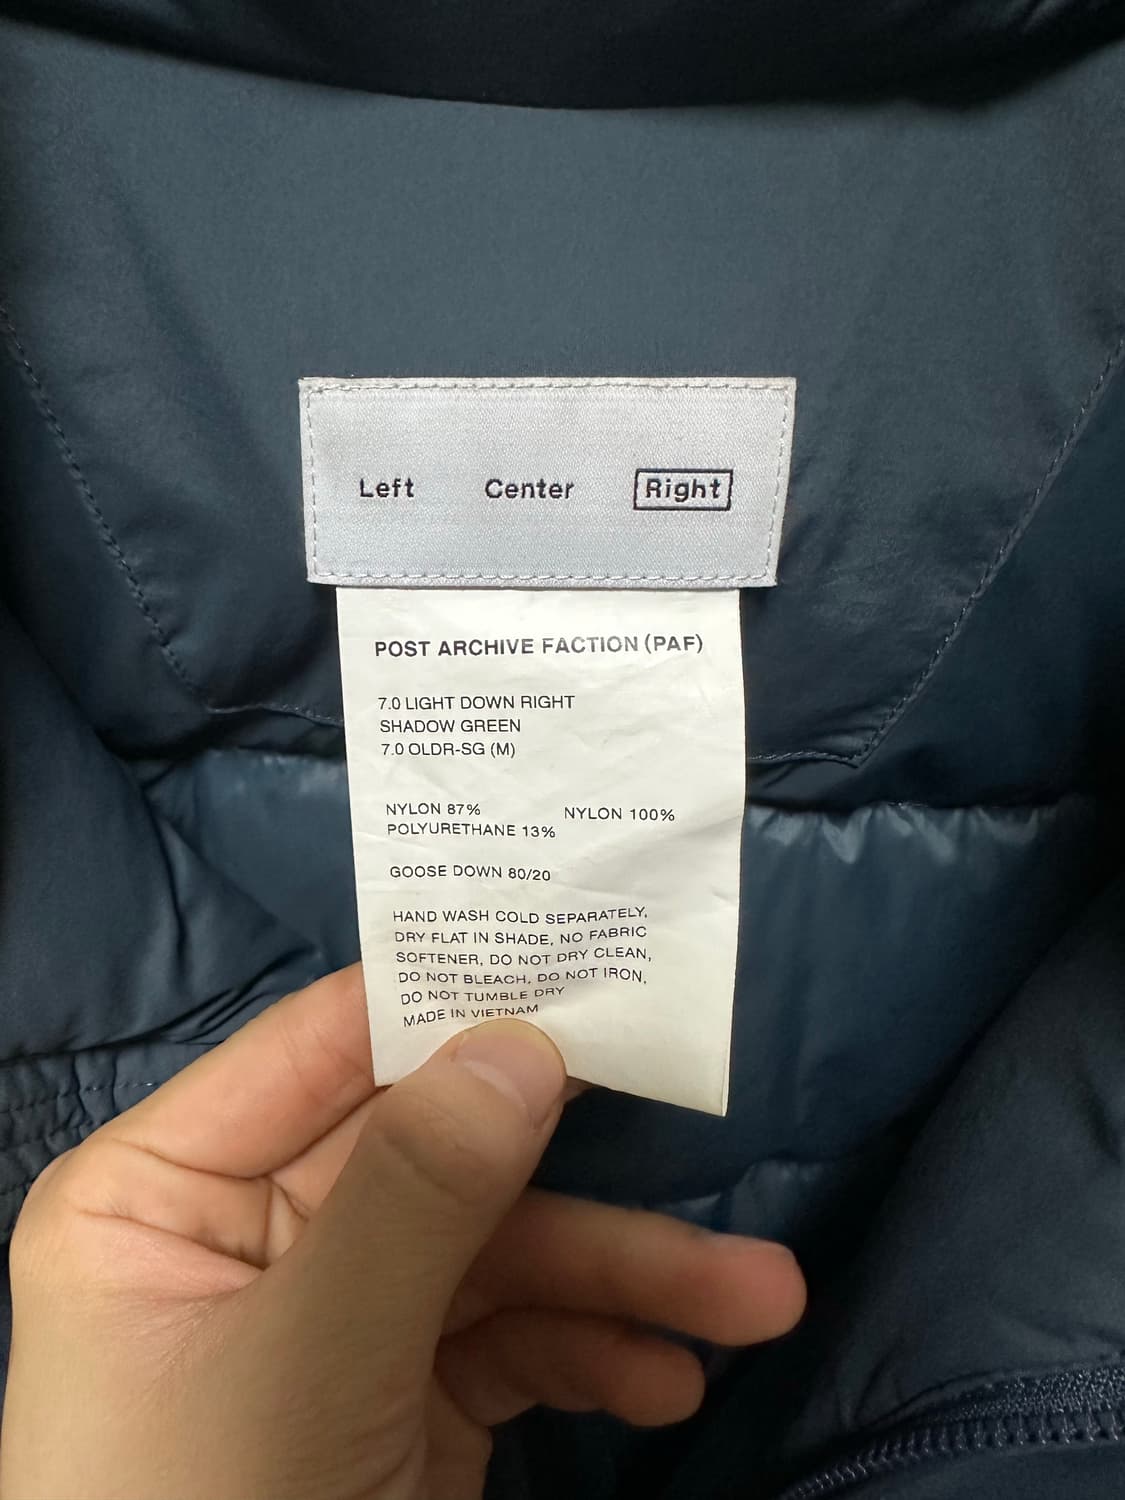 Left Center Right
POST ARCHIVE FACTION (PAF)
7.0 LIGHT DOWN RIGHT
SHADOW GREEN
7.0 OLDR-SG (M)
NYLON 87% NYLON 100%
POLYURETHANE 13%
GOOSE DOWN 80/20
HAND WASH COLD SEPARATELY,
DRY FLAT IN SHADE, NO FABRIC
SOFTENER, DO NOT DRY CLEAN,
DO NOT BLEACH, DO NOT IRON,
DO NOT TUMBLE DRY
MADE IN VIETNAM